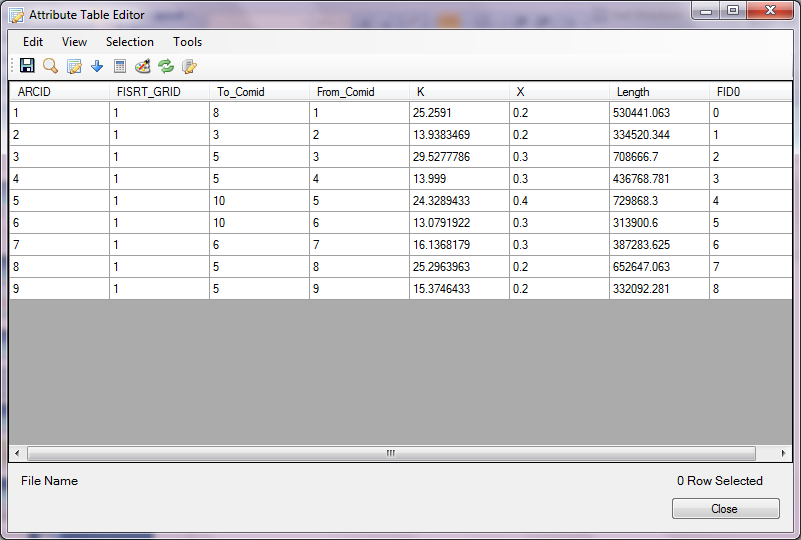 Attribute Table Editor
Edit View Selection Tools
ARCID FISRT_GRID To_Comid From_Comid K X Length FID0
1 1 8 1 25.2591 0.2 530441.063 0
2 1 3 2 13.9383469 0.2 334520.344 1
3 1 5 3 29.5277786 0.3 708666.7 2
4 1 5 4 13.999 0.3 436768.781 3
5 1 10 5 24.3289433 0.4 729868.3 4
6 1 10 6 13.0791922 0.3 313900.6 5
7 1 6 7 16.1368179 0.3 387283.625 6
8 1 5 8 25.2963963 0.2 652647.063 7
9 1 5 9 15.3746433 0.2 332092.281 8
File Name 0 Row Selected
Close